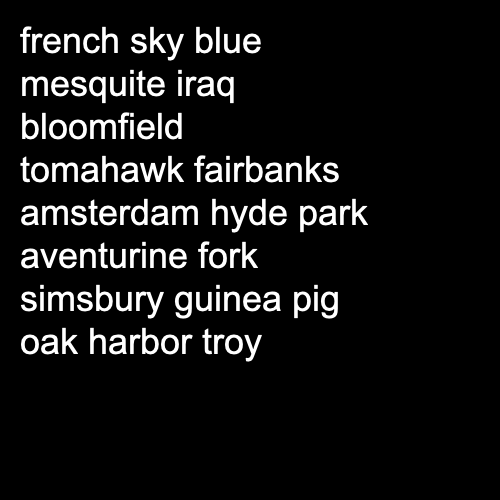 french sky blue
mesquite iraq
bloomfield
tomahawk fairbanks
amsterdam hyde park
aventurine fork
simsbury guinea pig
oak harbor troy